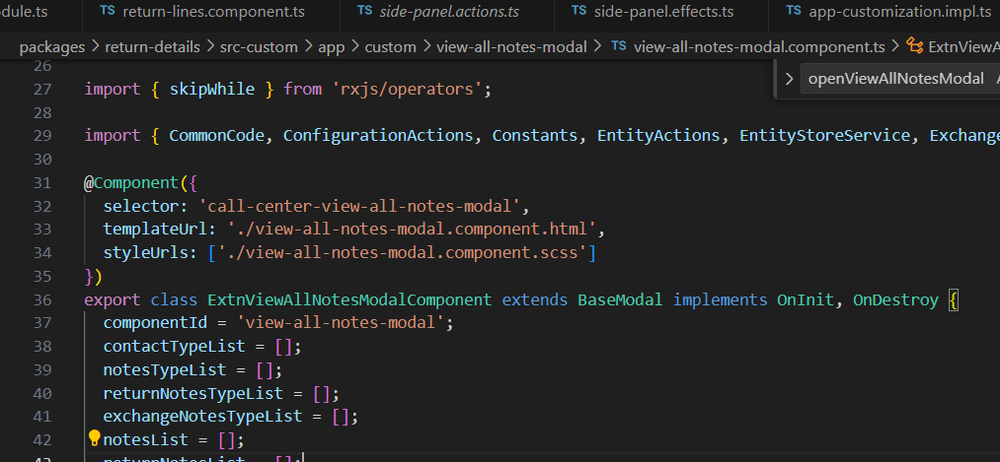 dule.ts TS return-lines.component.ts TS side-panel.actions.ts TS side-panel.effects.ts TS app-customization.impl.ts
packages > return-details > src-custom > app > custom > view-all-notes-modal > TS view-all-notes-modal.component.ts > ExtnViewA
> openViewAllNotesModal
26
27 import { skipWhile } from 'rxjs/operators';
28
29 import { CommonCode, ConfigurationActions, Constants, EntityActions, EntityStoreService, Exchange
30
31 @Component({
32 selector: 'call-center-view-all-notes-modal',
33 templateUrl: './view-all-notes-modal.component.html',
34 styleUrls: ['./view-all-notes-modal.component.scss']
35 })
36 export class ExtnViewAllNotesModalComponent extends BaseModal implements OnInit, OnDestroy {
37 componentId = 'view-all-notes-modal';
38 contactTypeList = [];
39 notesTypeList = [];
40 returnNotesTypeList = [];
41 exchangeNotesTypeList = [];
42 notesList = [];
43 returnNotesList = [];